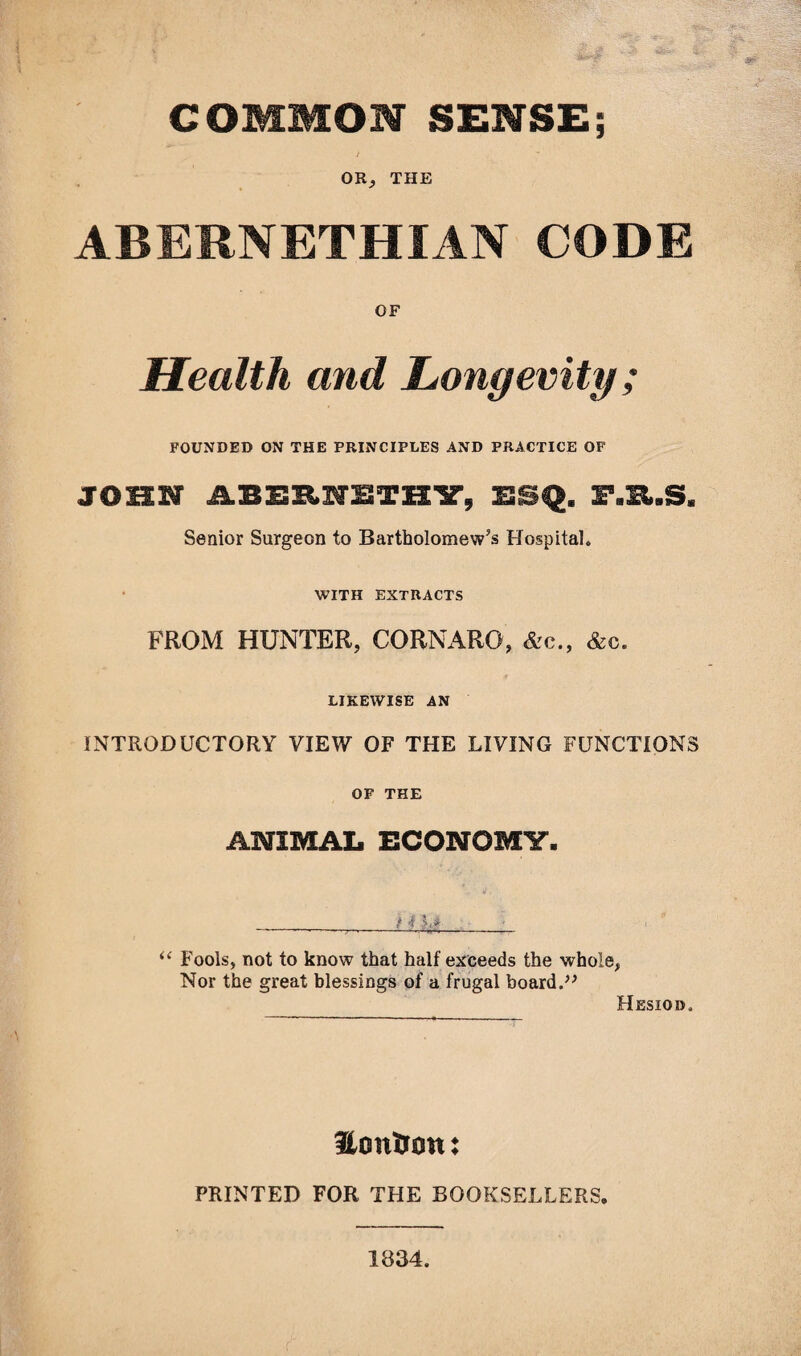 COMMON SENSE;
OR, THE
ABERNETHIAN CODE
OF
Health and Longevity;
FOUNDED ON THE PRINCIPLES AND PRACTICE OF
JOHN ABERNETHY, ESQ. F.R.S.
Senior Surgeon to Bartholomew's Hospital.
WITH EXTRACTS
FROM HUNTER, CORNARO, &c., &c.
LIKEWISE AN
INTRODUCTORY VIEW OF THE LIVING FUNCTIONS
OF THE
ANIMAL ECONOMY.
“ Fools, not to know that half exceeds the whole,
Nor the great blessings of a frugal board.”
HESIOD.
London:
PRINTED FOR THE BOOKSELLERS.
1834.